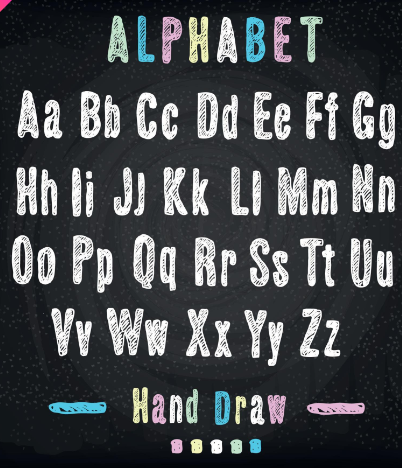 ALPHABET
Aa Bb Cc Dd Ee Ff Gg
Hh Ii Jj Kk Ll Mm Nn
Oo Pp Qq Rr Ss Tt Uu
Vv Ww Xx Yy Zz
Hand Draw